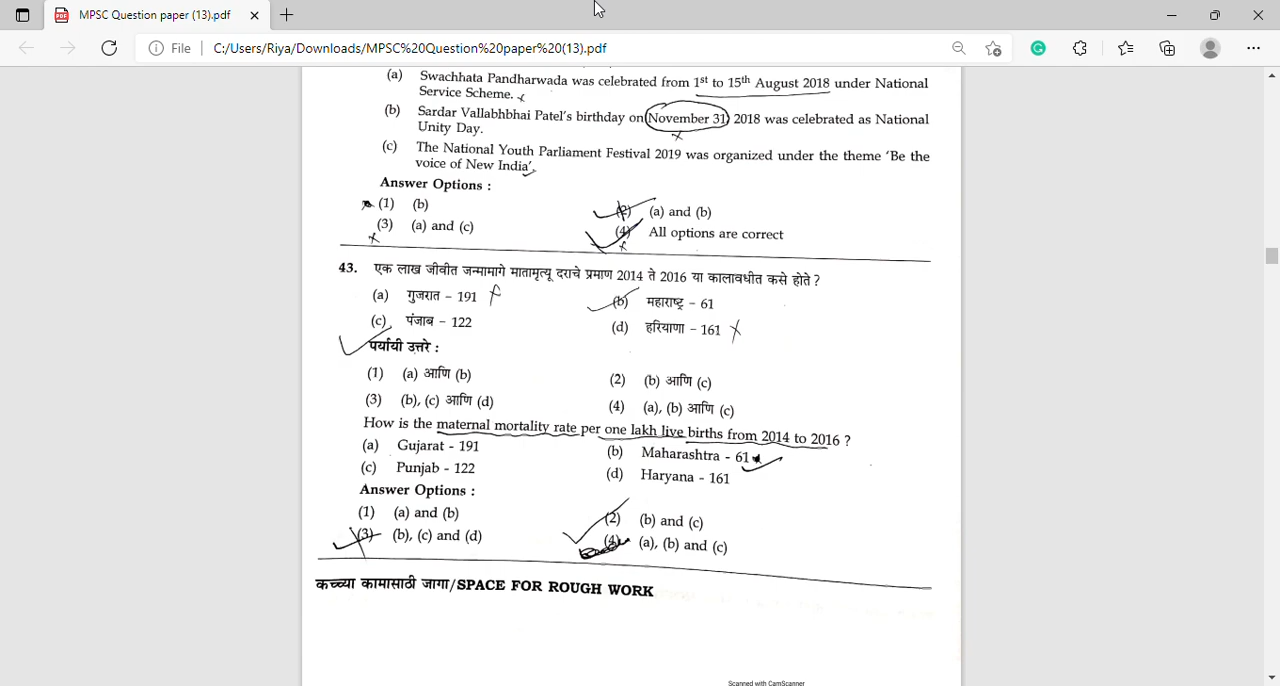 MPSC Question paper (13).pdf
File
C:/Users/Riya/Downloads/MPSC%20Question%20paper%20(13).pdf
(a) Swachhata Pandharwada was celebrated from 1st to 15th August 2018 under National
Service Scheme.
(b) Sardar Vallabhbhai Patel's birthday on November 31, 2018 was celebrated as National
Unity Day.
(c) The National Youth Parliament Festival 2019 was organized under the theme 'Be the
voice of New India'.
Answer Options :
(1) (b) (2) (a) and (b)
(3) (a) and (c) (4) All options are correct
43. एक लाख जीवीत जन्मामागे मातामृत्यू दराचे प्रमाण 2014 ते 2016 या कालावधीत कसे होते ?
(a) गुजरात – 191 (b) महाराष्ट्र – 61
(c) पंजाब – 122 (d) हरियाणा – 161
पर्यायी उत्तरे :
(1) (a) आणि (b) (2) (b) आणि (c)
(3) (b), (c) आणि (d) (4) (a), (b) आणि (c)
How is the maternal mortality rate per one lakh live births from 2014 to 2016 ?
(a) Gujarat - 191 (b) Maharashtra - 61
(c) Punjab - 122 (d) Haryana - 161
Answer Options :
(1) (a) and (b) (2) (b) and (c)
(3) (b), (c) and (d) (4) (a), (b) and (c)
कच्च्या कामासाठी जागा/SPACE FOR ROUGH WORK
Scanned with CamScanner